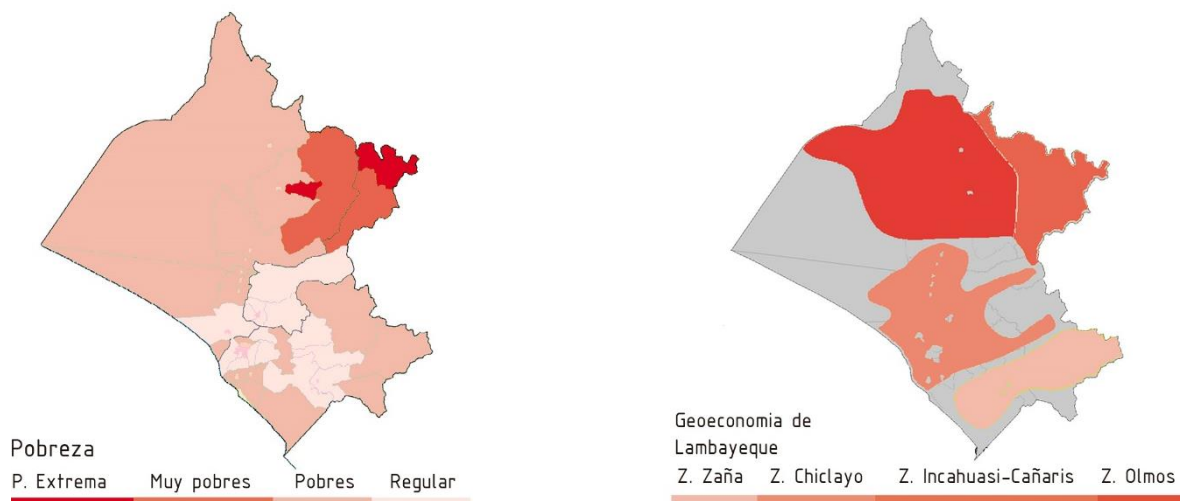 Pobreza
P. Extrema Muy pobres Pobres Regular
Geoeconomia de
Lambayeque
Z. Zaña Z. Chiclayo Z. Incahuasi-Cañaris Z. Olmos